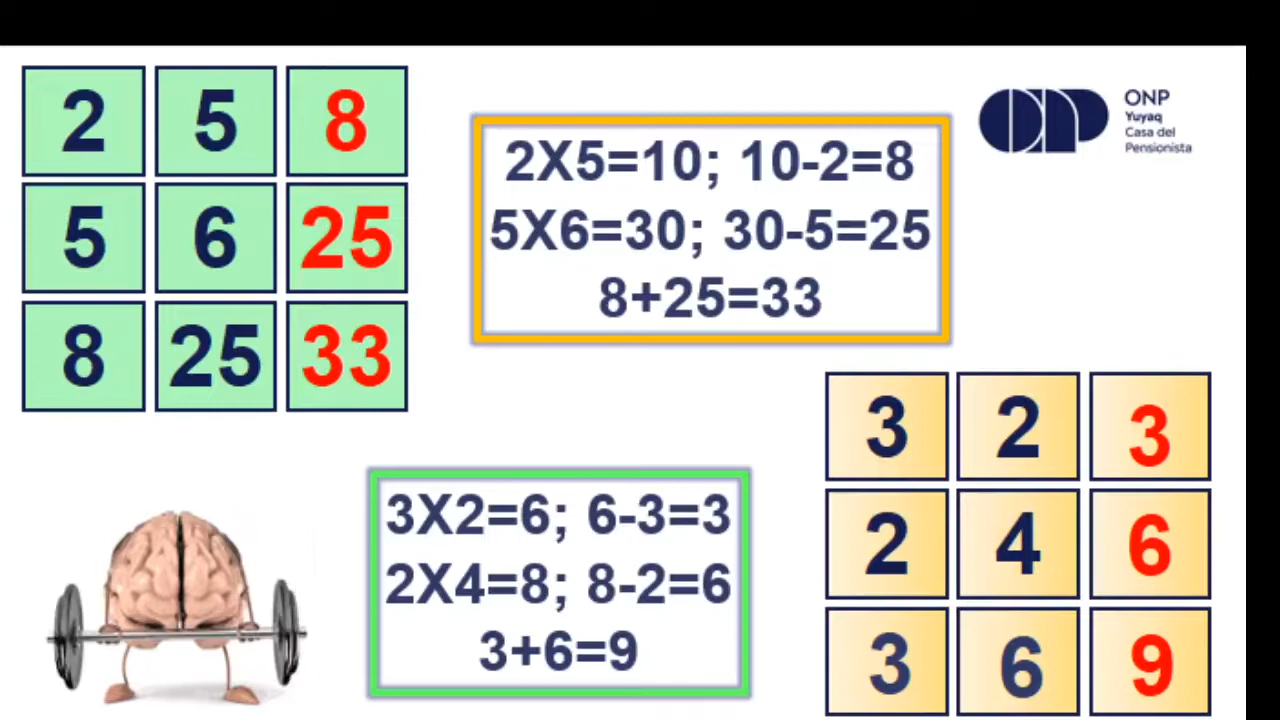 2 5 8
5 6 25
8 25 33
2X5=10; 10-2=8
5X6=30; 30-5=25
8+25=33
ONP
Yuyaq
Casa del
Pensionista
3X2=6; 6-3=3
2X4=8; 8-2=6
3+6=9
3 2 3
2 4 6
3 6 9